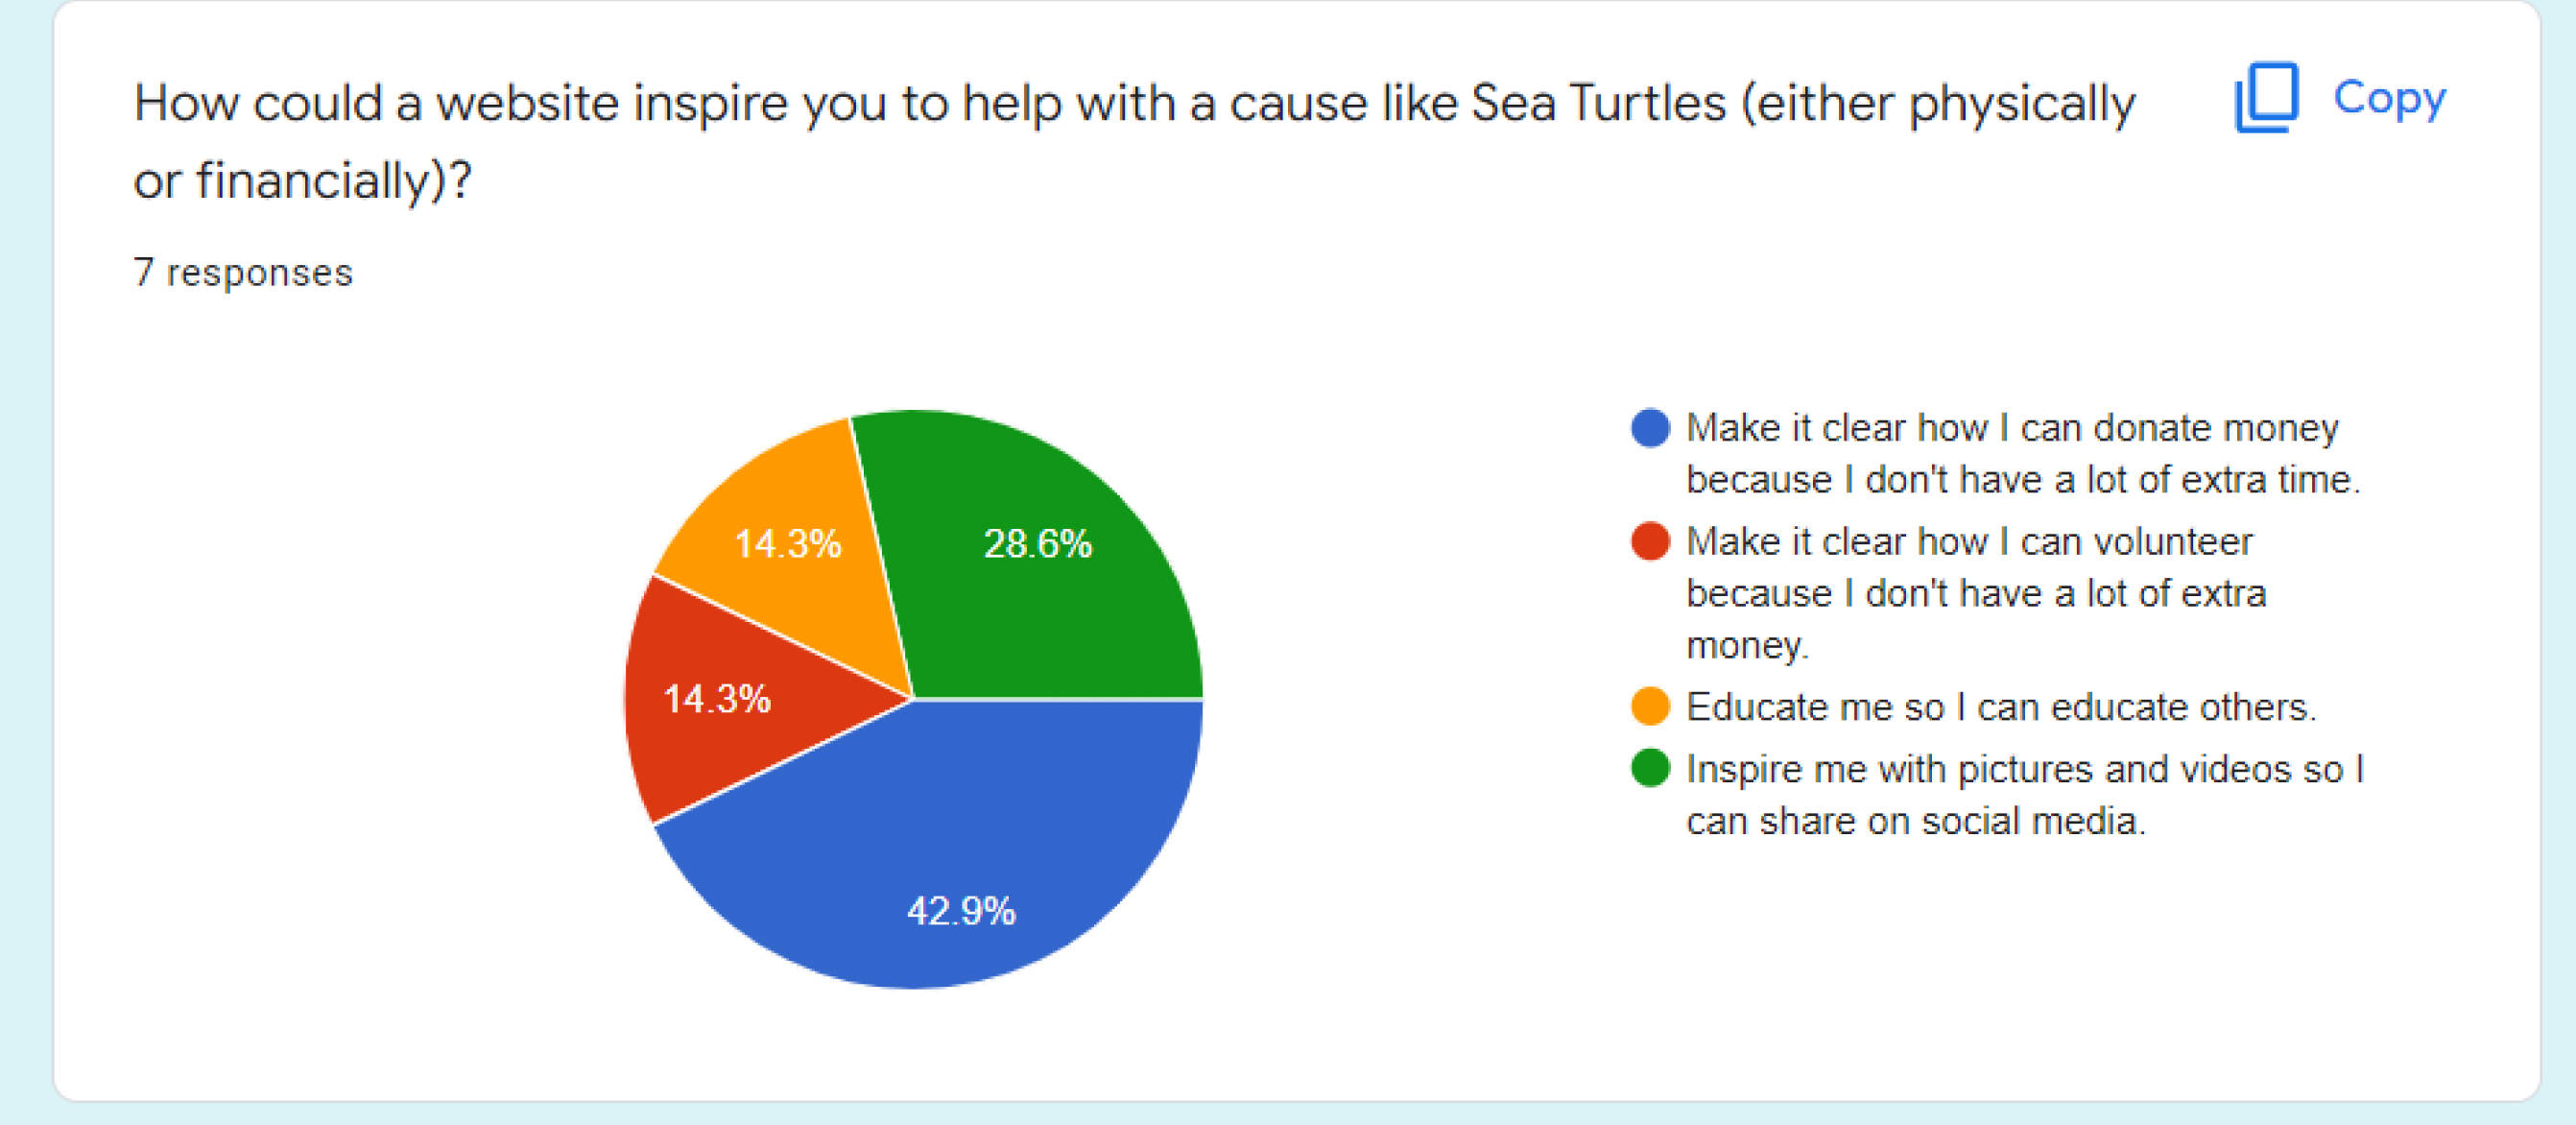 How could a website inspire you to help with a cause like Sea Turtles (either physically
or financially)?
Copy
7 responses
14.3%
28.6%
14.3%
42.9%
Make it clear how I can donate money
because I don't have a lot of extra time.
Make it clear how I can volunteer
because I don't have a lot of extra
money.
Educate me so I can educate others.
Inspire me with pictures and videos so I
can share on social media.